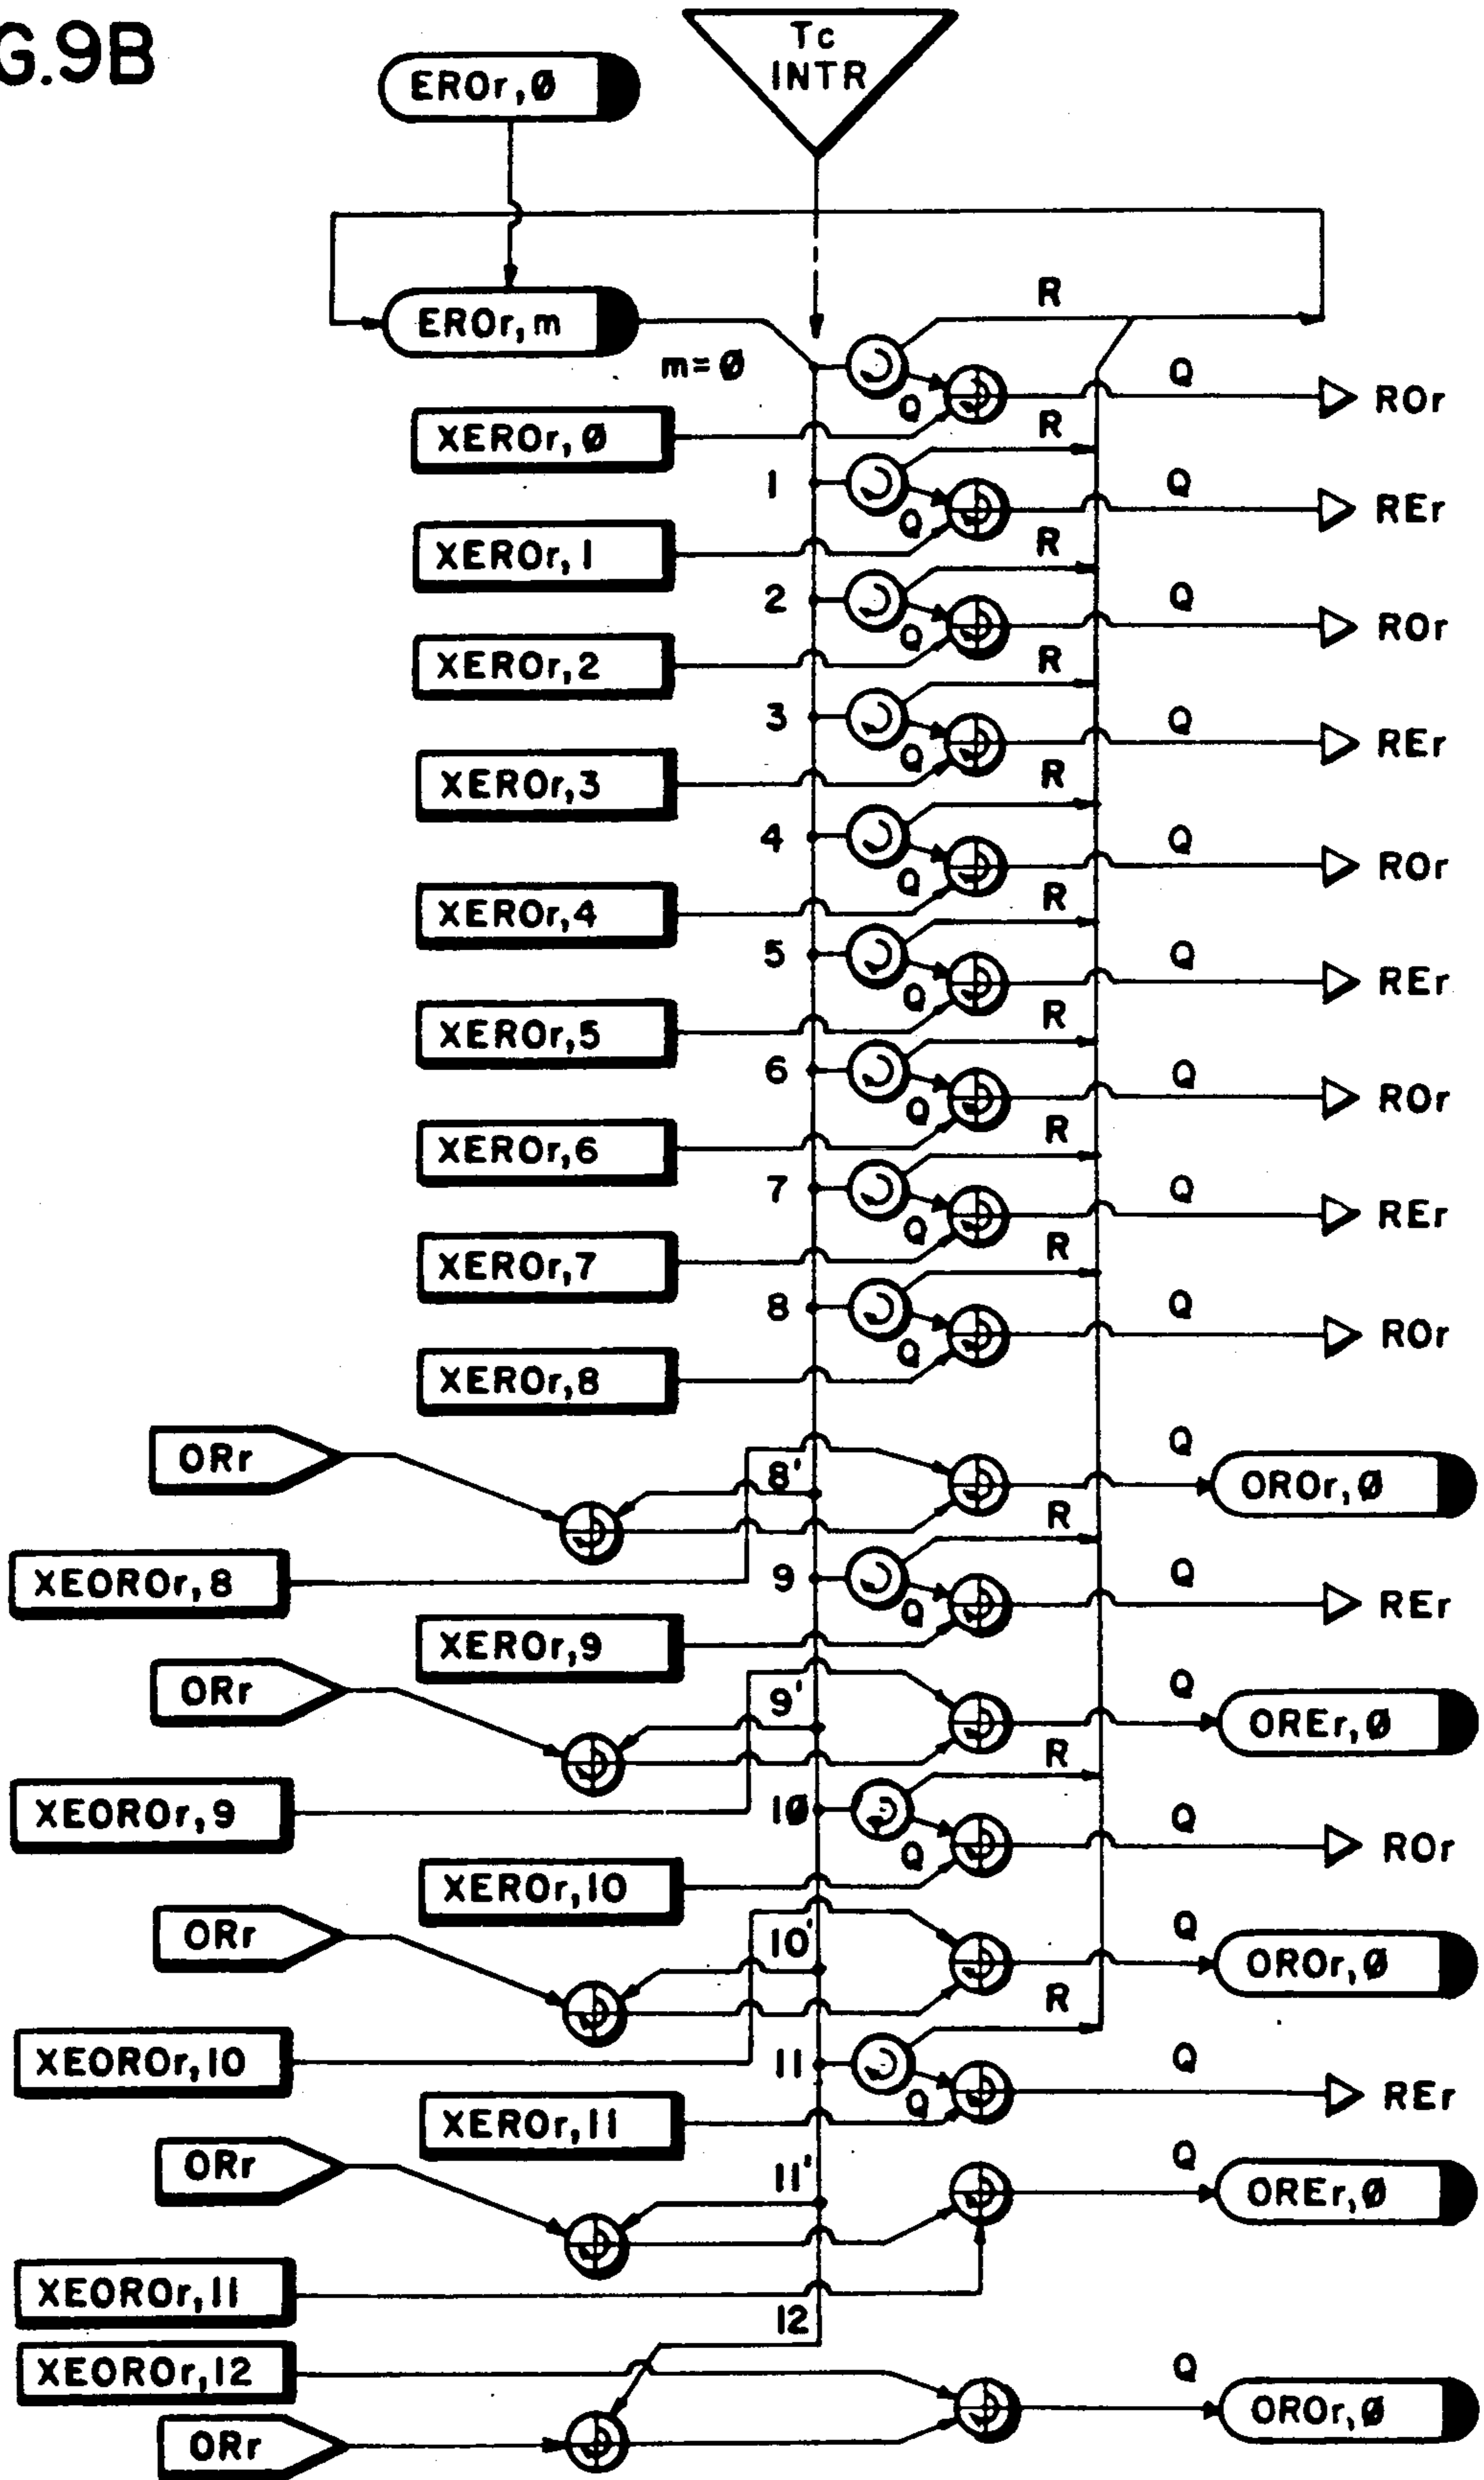 G.9B
Tc
INTR
EROr,Ø
R
EROr,m
m=Ø
Q
Q
ROr
XEROr,Ø
R
1
Q
Q
REr
XEROr,1
R
2
Q
Q
ROr
XEROr,2
R
3
Q
Q
REr
XEROr,3
R
4
Q
Q
ROr
XEROr,4
R
5
Q
Q
REr
XEROr,5
R
6
Q
Q
ROr
XEROr,6
R
7
Q
Q
REr
XEROr,7
R
8
Q
Q
ROr
XEROr,8
ORr
8'
Q
OROr,Ø
R
XEOROr,8
9
Q
Q
REr
XEROr,9
ORr
9'
Q
OREr,Ø
R
XEOROr,9
1Ø
Q
Q
ROr
XEROr,10
ORr
10'
Q
OROr,Ø
R
XEOROr,10
11
Q
Q
REr
XEROr,11
ORr
11'
Q
OREr,Ø
XEOROr,11
12
XEOROr,12
Q
OROr,Ø
ORr